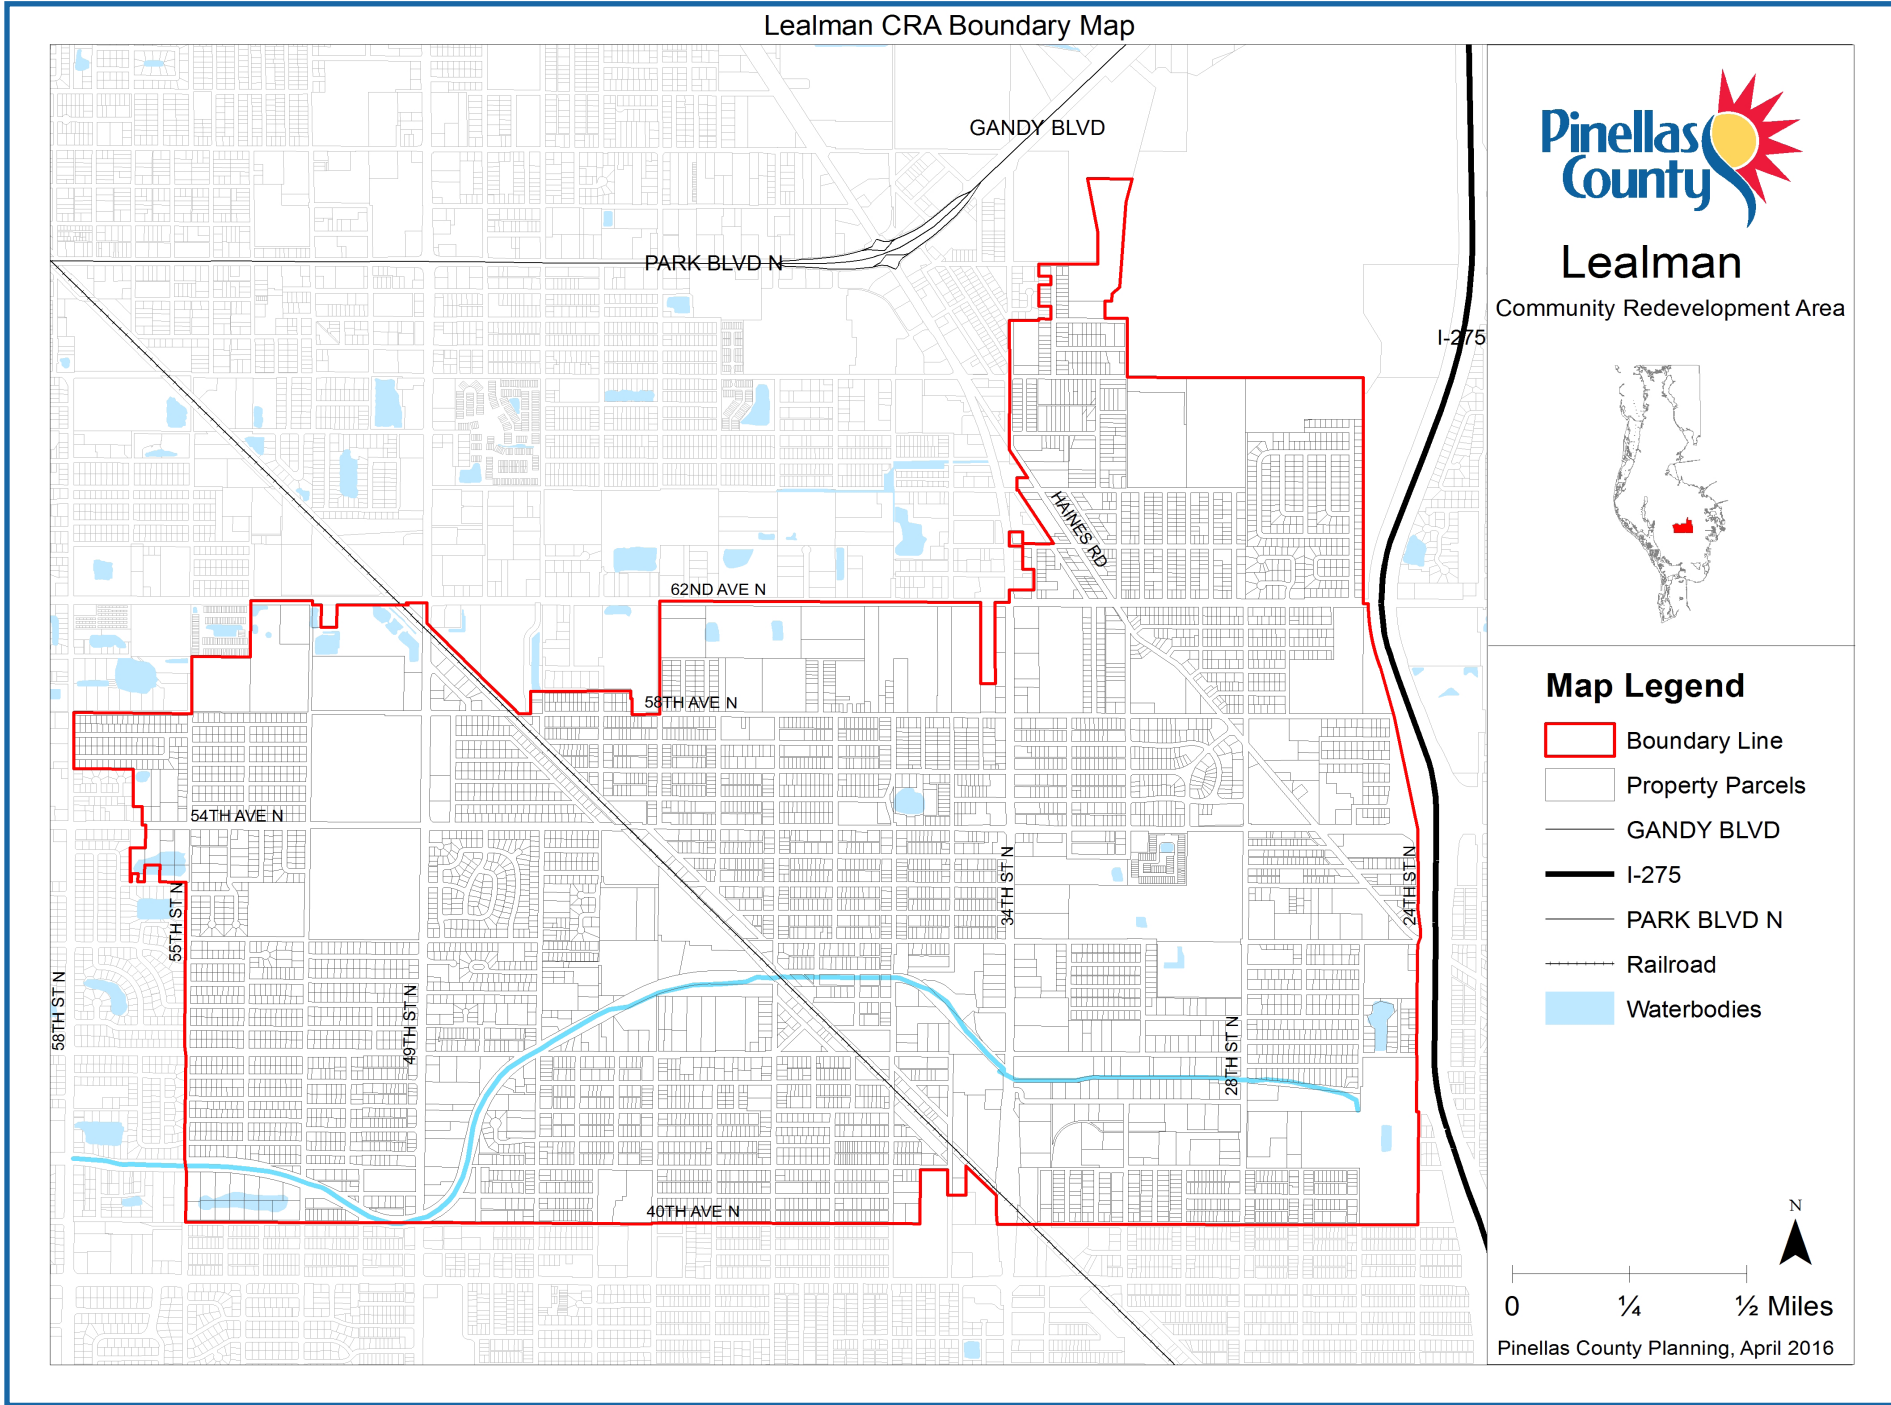 Lealman CRA Boundary Map
GANDY BLVD
PARK BLVD N
I-275
HAINES RD
62ND AVE N
58TH AVE N
54TH AVE N
34TH ST N
24TH ST N
55TH ST N
58TH ST N
49TH ST N
28TH ST N
40TH AVE N
Pinellas
County
Lealman
Community Redevelopment Area
Map Legend
Boundary Line
Property Parcels
GANDY BLVD
I-275
PARK BLVD N
Railroad
Waterbodies
N
0 ¼ ½ Miles
Pinellas County Planning, April 2016